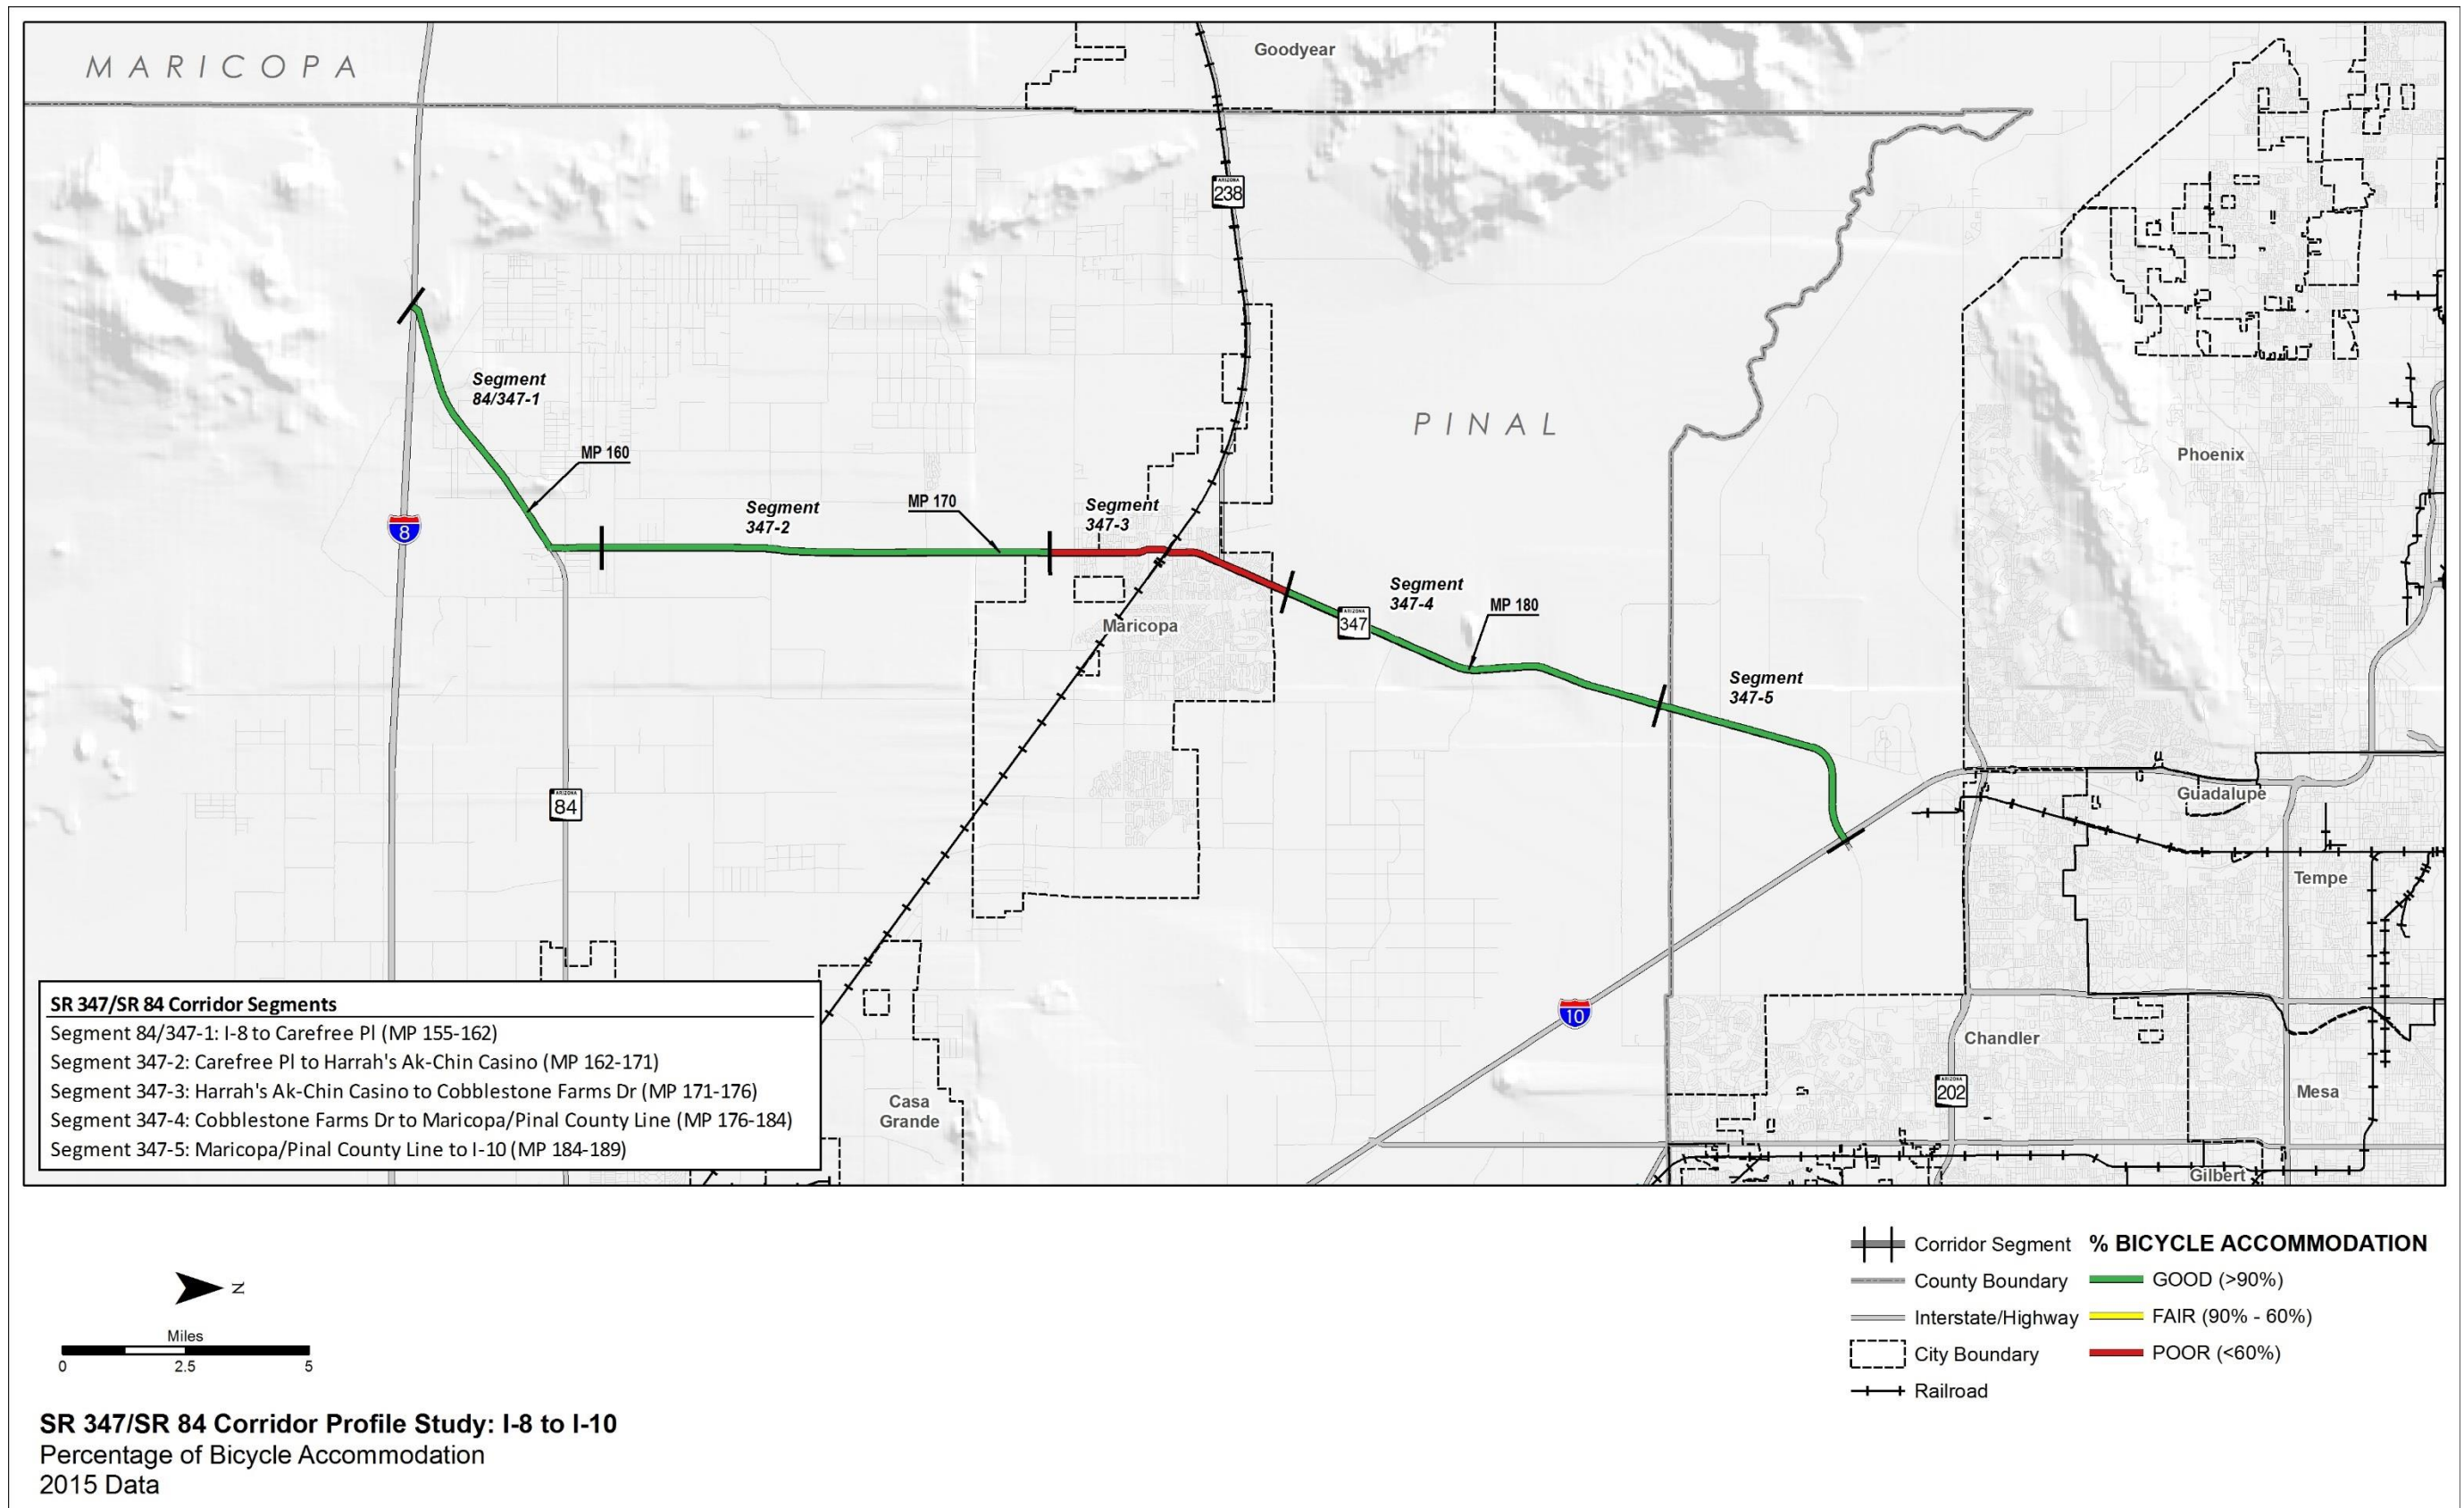 MARICOPA
Goodyear
ARIZONA
238
Segment
84/347-1
PINAL
Phoenix
MP 160
Segment
347-2
MP 170
Segment
347-3
8
Segment
347-4
MP 180
ARIZONA
347
Maricopa
Segment
347-5
ARIZONA
84
Guadalupe
Tempe
10
Chandler
ARIZONA
202
Mesa
Casa
Grande
Gilbert
SR 347/SR 84 Corridor Segments
Segment 84/347-1: I-8 to Carefree Pl (MP 155-162)
Segment 347-2: Carefree Pl to Harrah's Ak-Chin Casino (MP 162-171)
Segment 347-3: Harrah's Ak-Chin Casino to Cobblestone Farms Dr (MP 171-176)
Segment 347-4: Cobblestone Farms Dr to Maricopa/Pinal County Line (MP 176-184)
Segment 347-5: Maricopa/Pinal County Line to I-10 (MP 184-189)
Corridor Segment
County Boundary
Interstate/Highway
City Boundary
Railroad
% BICYCLE ACCOMMODATION
GOOD (>90%)
FAIR (90% - 60%)
POOR (<60%)
N
Miles
0 2.5 5
SR 347/SR 84 Corridor Profile Study: I-8 to I-10
Percentage of Bicycle Accommodation
2015 Data